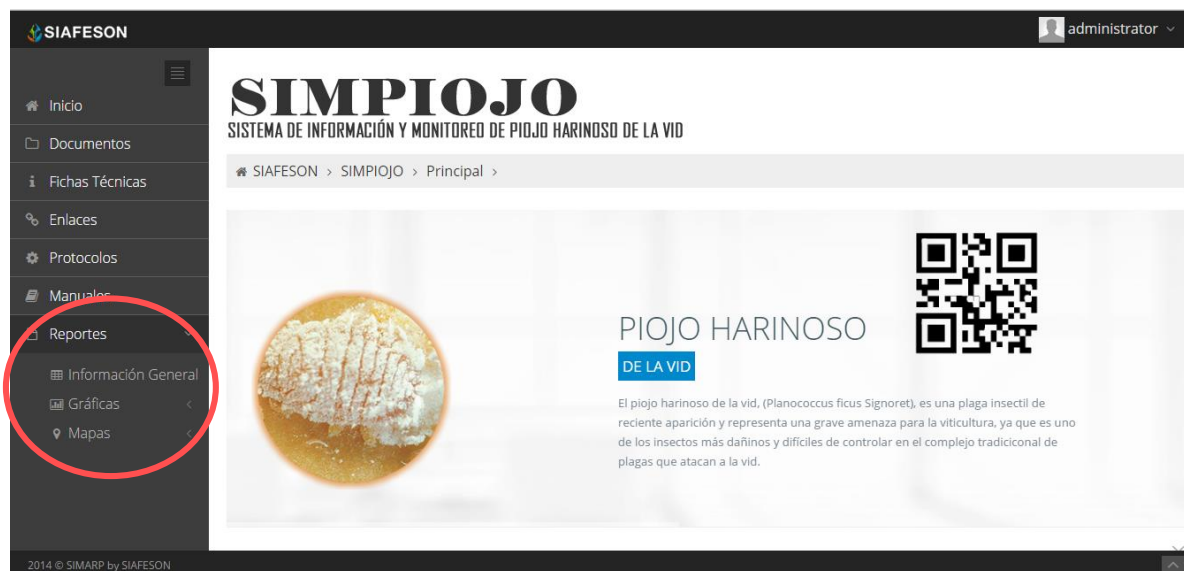 SIAFESON
administrator
Inicio
Documentos
Fichas Técnicas
Enlaces
Protocolos
Manuales
Reportes
Información General
Gráficas
Mapas
SIMPIOJO
SISTEMA DE INFORMACIÓN Y MONITOREO DE PIOJO HARINOSO DE LA VID
SIAFESON > SIMPIOJO > Principal >
PIOJO HARINOSO
DE LA VID
El piojo harinoso de la vid, (Planococcus ficus Signoret), es una plaga insectil de
reciente aparición y representa una grave amenaza para la viticultura, ya que es uno
de los insectos más dañinos y difíciles de controlar en el complejo tradiciconal de
plagas que atacan a la vid.
2014 © SIMARP by SIAFESON